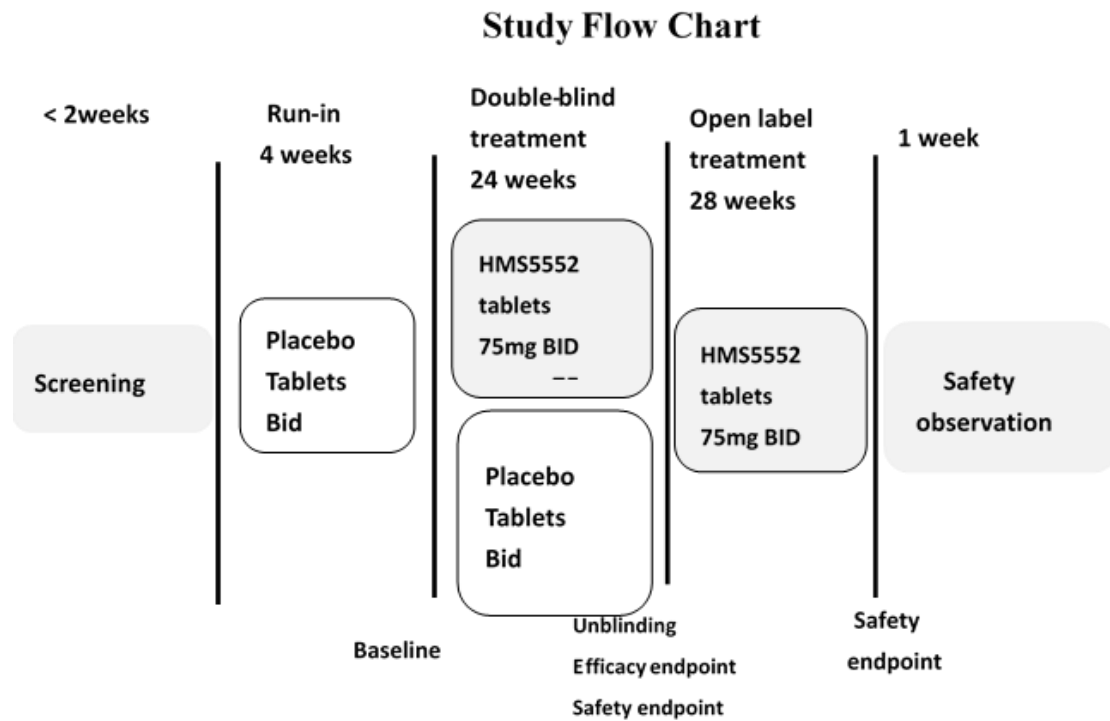 Study Flow Chart
< 2weeks
Run-in
4 weeks
Double-blind
treatment
24 weeks
Open label
treatment
28 weeks
1 week
Screening
Placebo
Tablets
Bid
HMS5552
tablets
75mg BID
Placebo
Tablets
Bid
HMS5552
tablets
75mg BID
Safety
observation
Baseline
Unblinding
Efficacy endpoint
Safety endpoint
Safety
endpoint